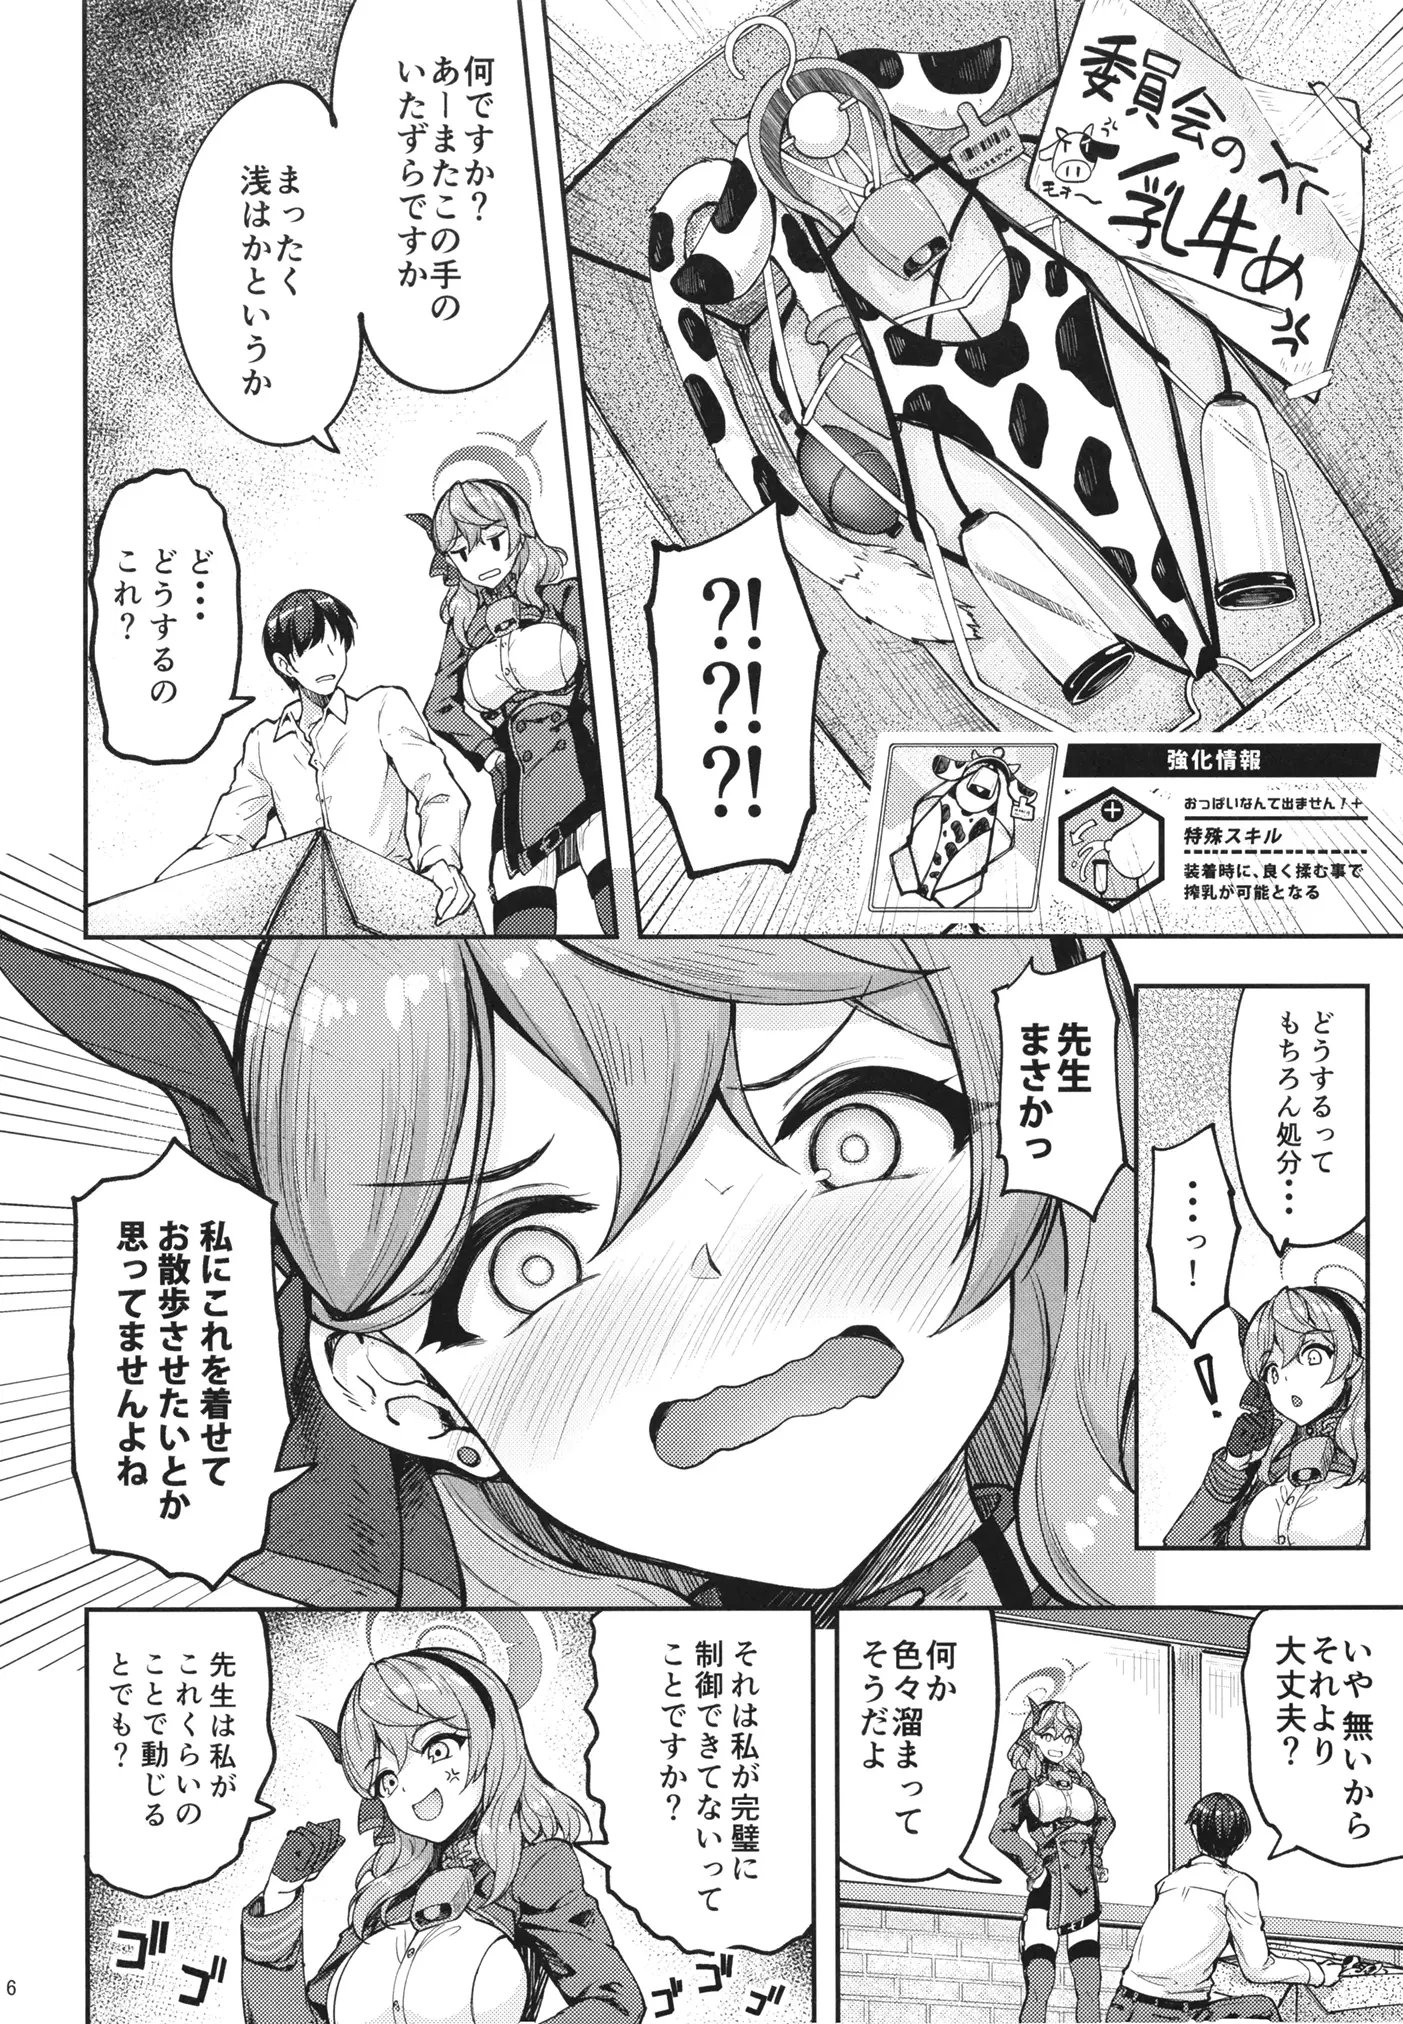 委員会の
乳牛め
もぉ〜
?!
?!
?!
強化情報
おっぱいなんて出ません！＋
特殊スキル
装着時に、良く揉む事で
搾乳が可能となる
何ですか？
あーまたこの手の
いたずらですか
まったく
浅はかというか
ど・・・
どうするの
これ？
どうするって
もちろん処分・・・
・・・っ！
！
先生
まさかっ
私にこれを着せて
お散歩させたいとか
思ってませんよね
いや無いから
それより
大丈夫？
何か
色々溜まって
そうだよ
それは私が完璧に
制御できてないって
ことですか？
先生は私が
これくらいの
ことで動じる
とでも？
ゴゴ
ゴゴ
6